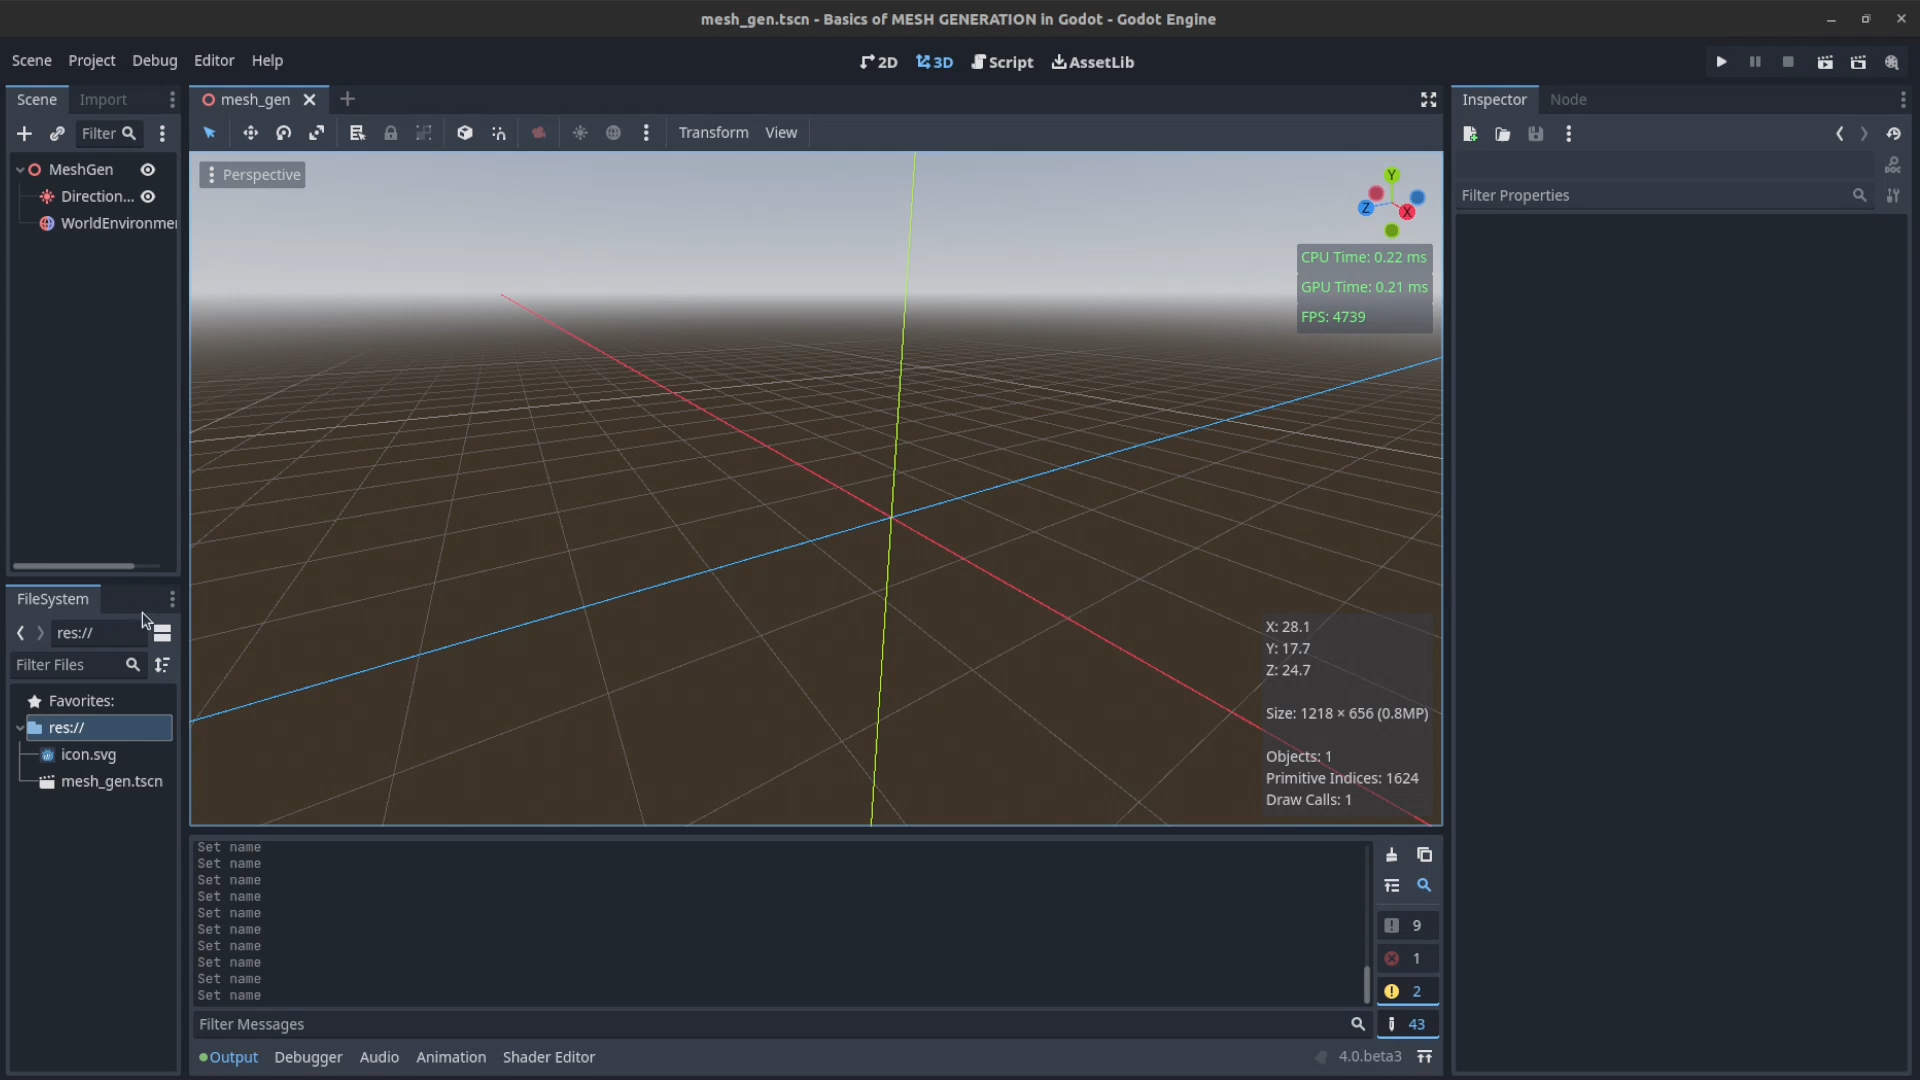 mesh_gen.tscn - Basics of MESH GENERATION in Godot - Godot Engine
Scene Project Debug Editor Help
2D 3D Script AssetLib
Scene Import
mesh_gen
Inspector Node
Filter
Transform View
MeshGen
Direction...
WorldEnvironme
Perspective
Y
Z
X
CPU Time: 0.22 ms
GPU Time: 0.21 ms
FPS: 4739
Filter Properties
DOC
FileSystem
res://
Filter Files
Favorites:
res://
icon.svg
mesh_gen.tscn
X: 28.1
Y: 17.7
Z: 24.7
Size: 1218 × 656 (0.8MP)
Objects: 1
Primitive Indices: 1624
Draw Calls: 1
Set name
Set name
Set name
Set name
Set name
Set name
Set name
Set name
Set name
Set name
9
1
2
43
Filter Messages
Output Debugger Audio Animation Shader Editor
4.0.beta3